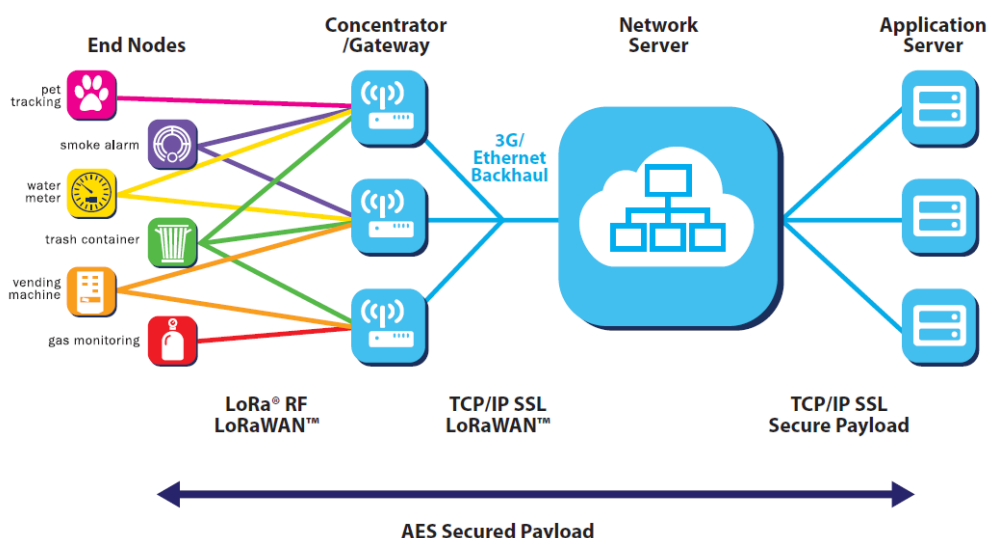 End Nodes
Concentrator
/Gateway
Network
Server
Application
Server
pet
tracking
smoke alarm
water
meter
trash container
vending
machine
gas monitoring
3G/
Ethernet
Backhaul
LoRa® RF
LoRaWAN™
TCP/IP SSL
LoRaWAN™
TCP/IP SSL
Secure Payload
AES Secured Payload